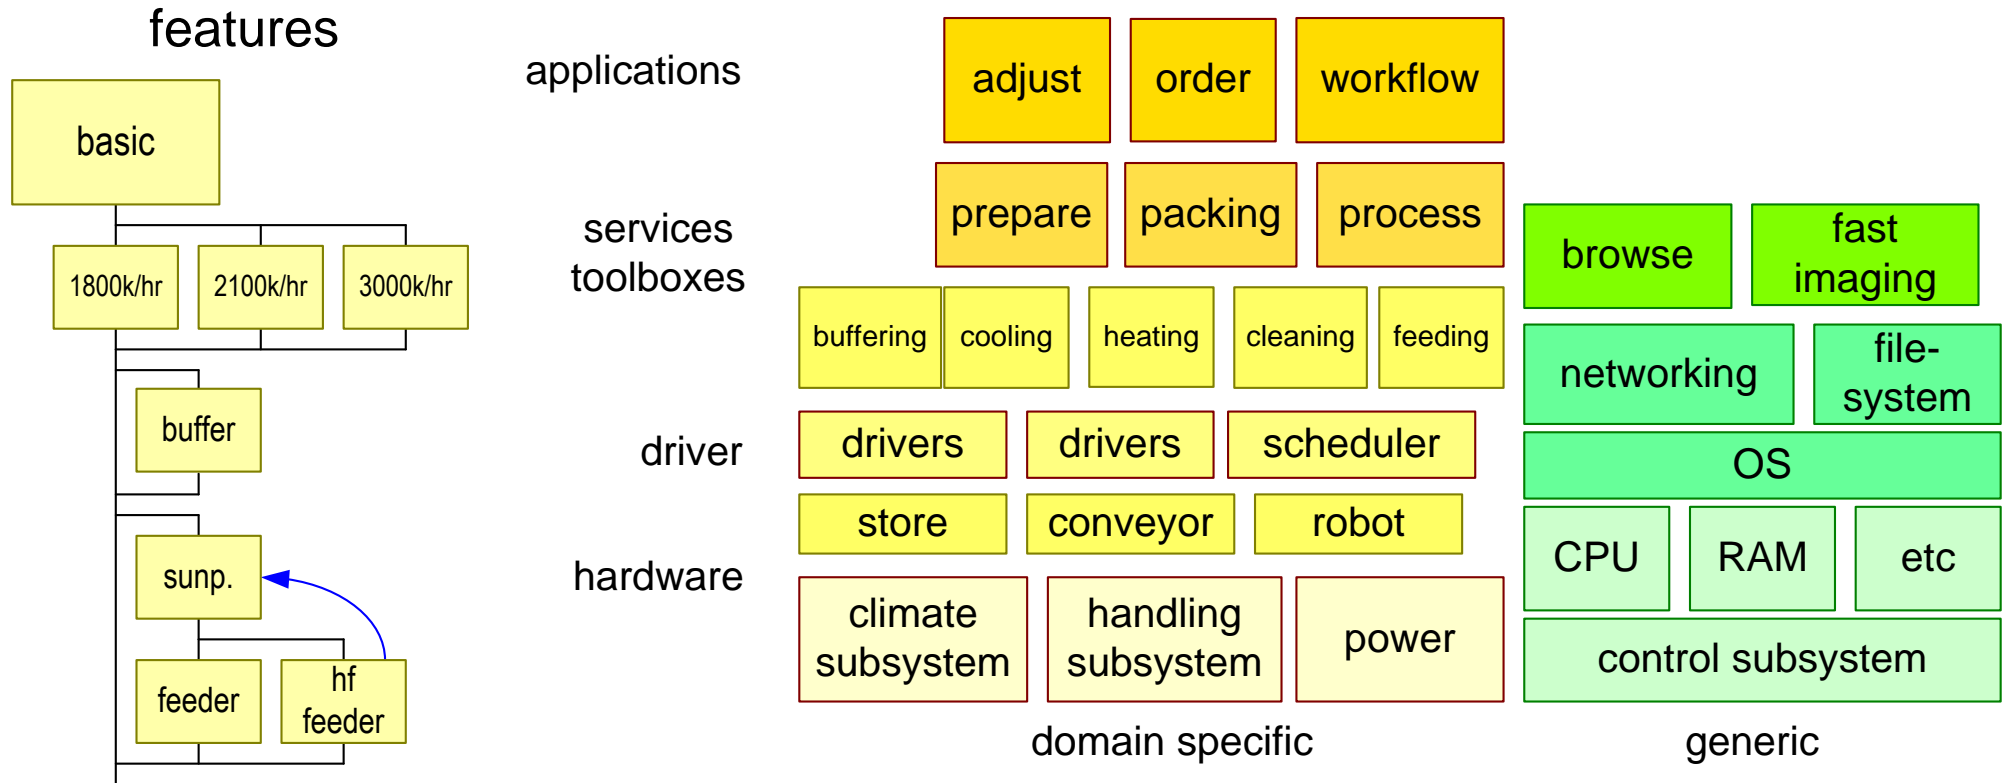 features
basic
1800k/hr 2100k/hr 3000k/hr
buffer
sunp.
feeder
hf
feeder
applications
adjust order workflow
services
toolboxes
prepare packing process
buffering cooling heating cleaning feeding
driver
drivers drivers scheduler
store conveyor robot
hardware
climate
subsystem
handling
subsystem
power
domain specific
browse
fast
imaging
networking
file-
system
OS
CPU RAM etc
control subsystem
generic